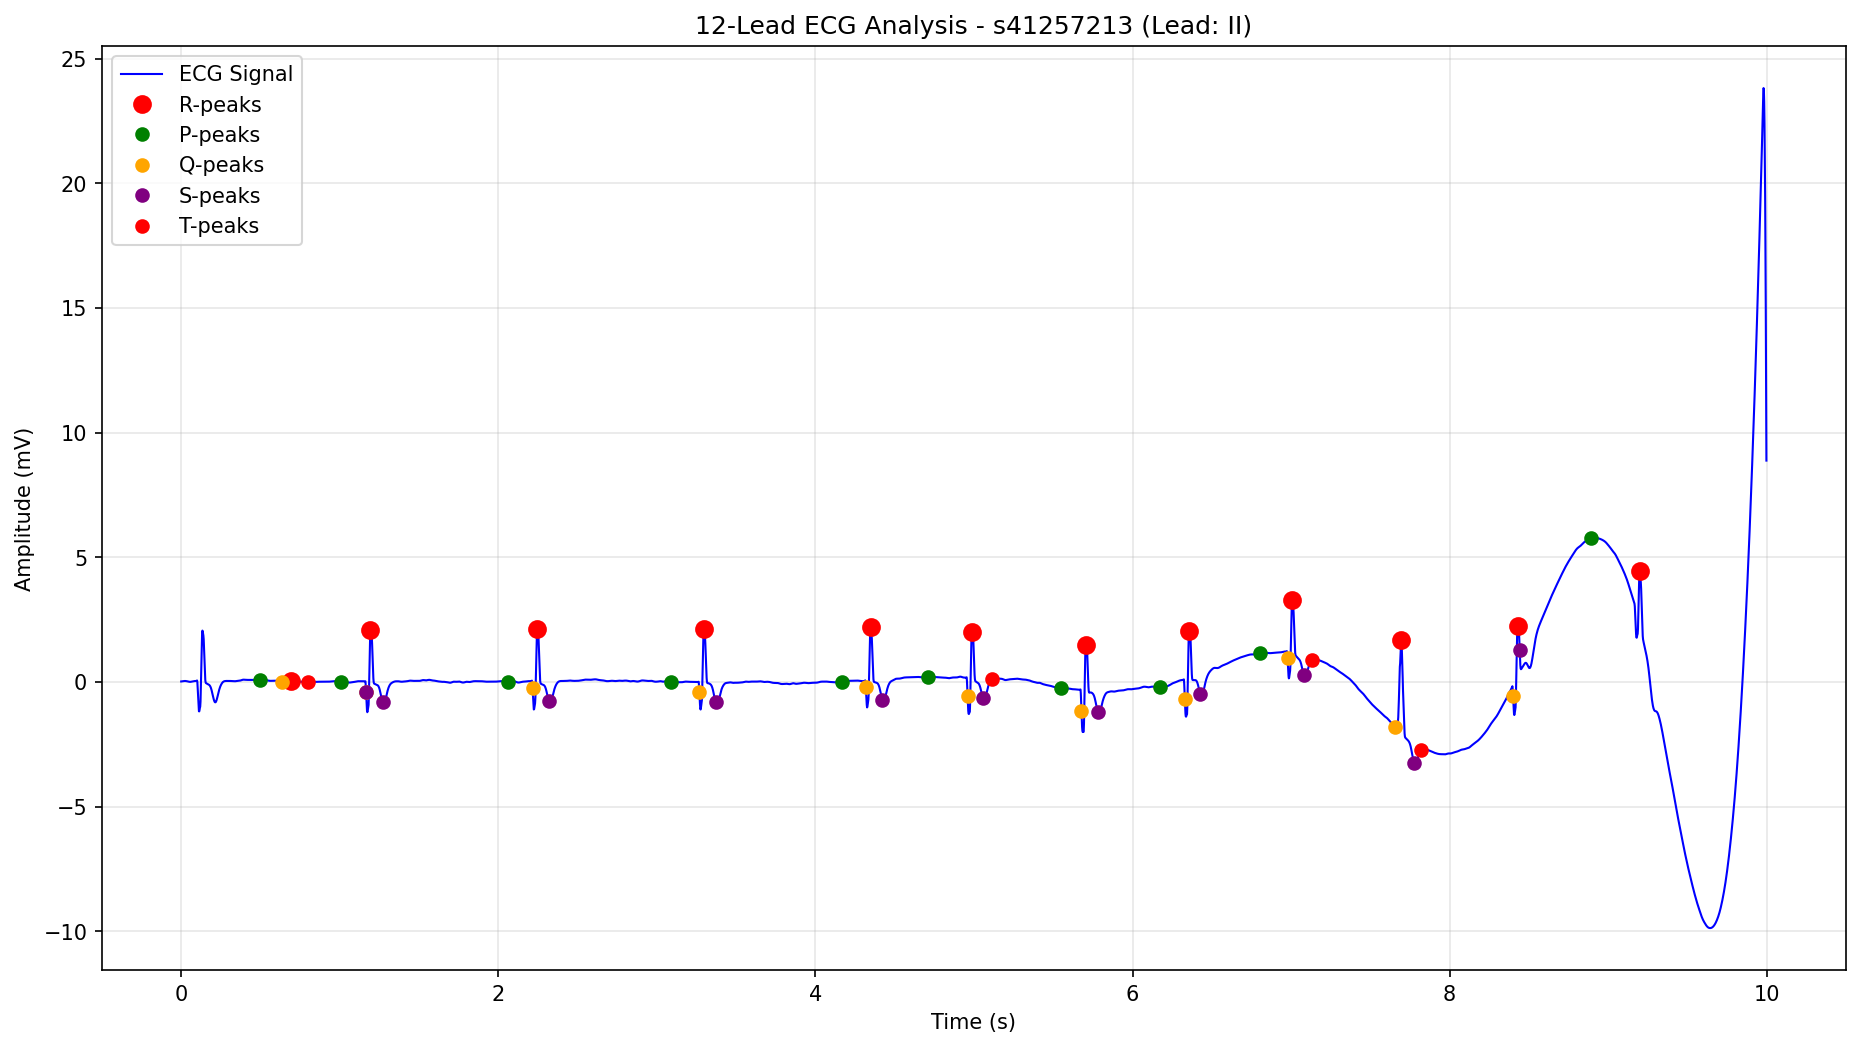 12-Lead ECG Analysis - s41257213 (Lead: II)
ECG Signal
R-peaks
P-peaks
Q-peaks
S-peaks
T-peaks
Amplitude (mV)
25
20
15
10
5
0
−5
−10
0
2
4
6
8
10
Time (s)